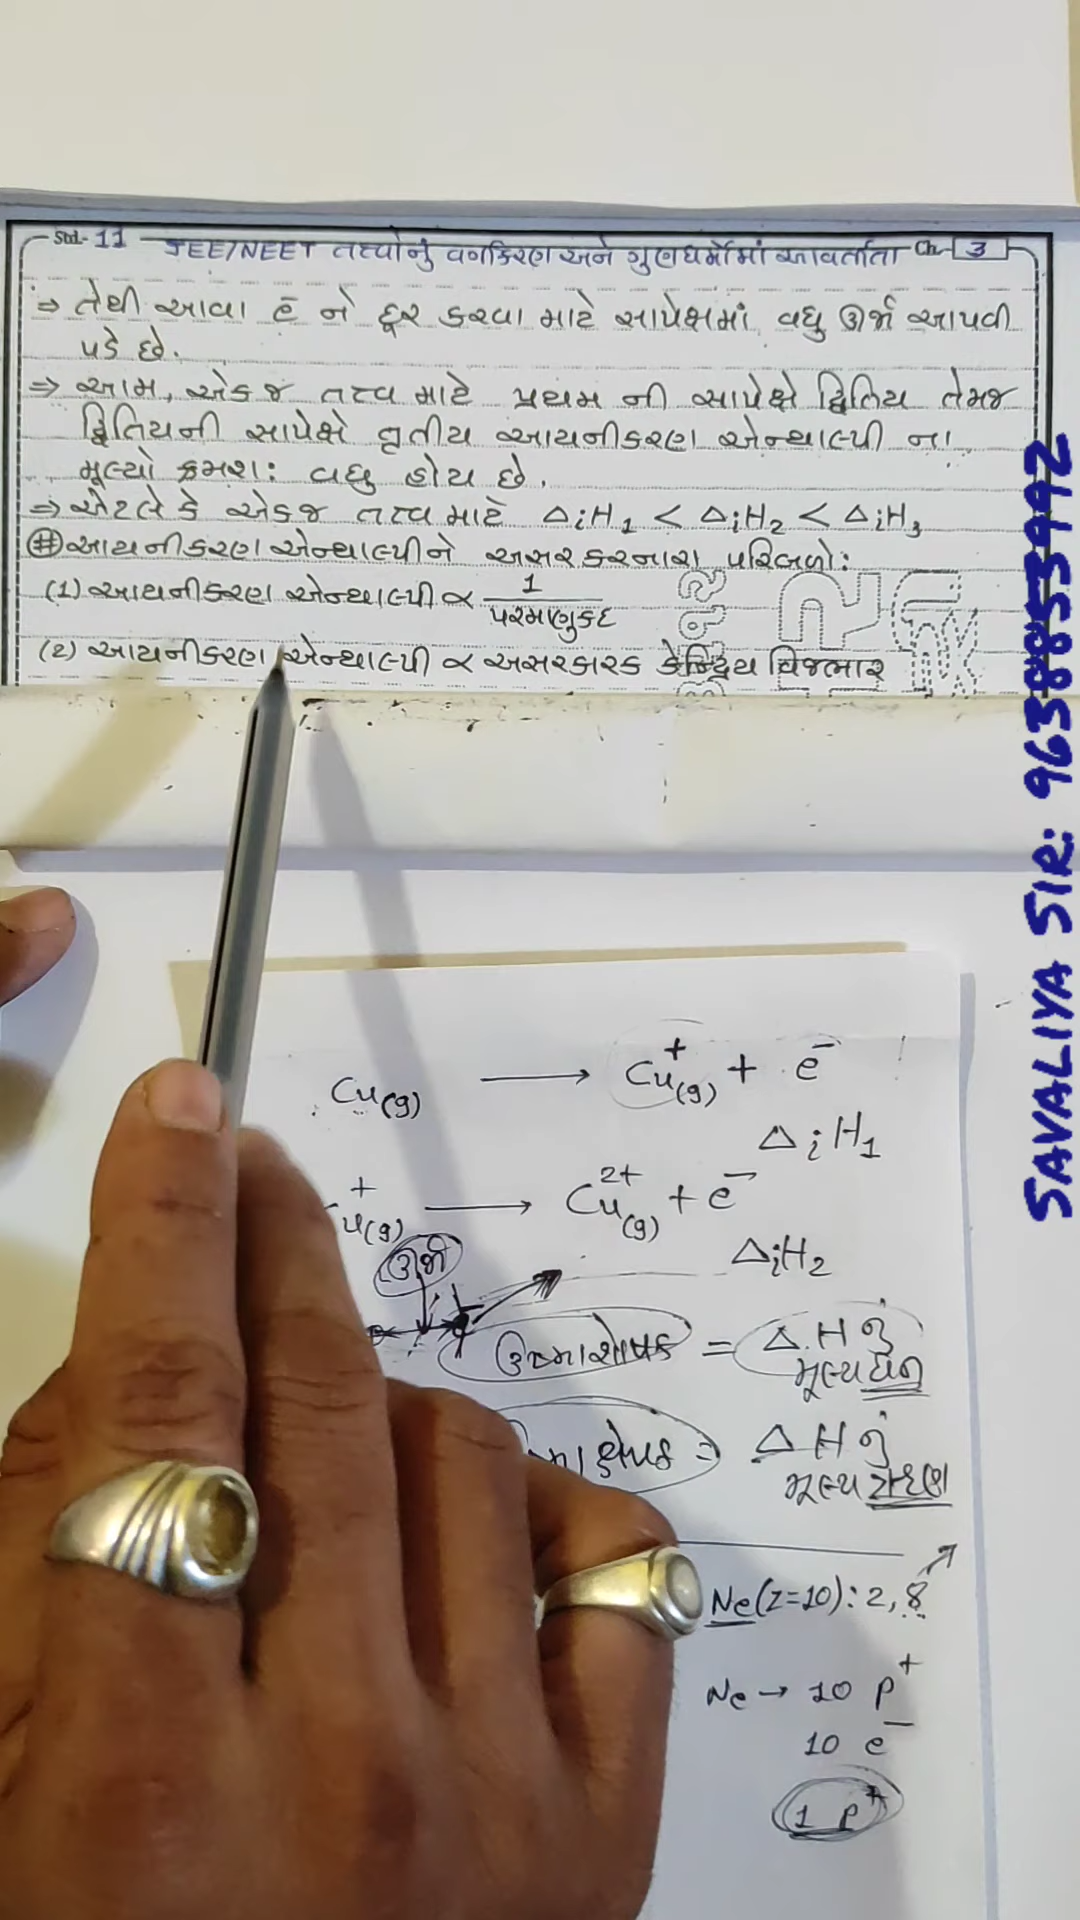 Std.- 11 JEE/NEET તત્ત્વોનું વર્ગીકરણ અને ગુણધર્મોમાં આવર્તતા Ch. 3
⇒ તેથી આવા ē ને દૂર કરવા માટે સાપેક્ષમાં વધુ ઊર્જા આપવી
પડે છે.
⇒ આમ, એકજ તત્વ માટે પ્રથમ ની સાપેક્ષે દ્વિતિય તેમજ
દ્વિતિયની સાપેક્ષે તૃતીય આયનીકરણ એન્થાલ્પી ના
મૂલ્યો ક્રમશ: વધુ હોય છે.
⇒ એટલે કે એકજ તત્વ માટે ΔiH₁ < ΔiH₂ < ΔiH₃
# આયનીકરણ એન્થાલ્પીને અસર કરનારા પરિબળો:
(1) આયનીકરણ એન્થાલ્પી ∝ 1 / પરમાણુકદ
(2) આયનીકરણ એન્થાલ્પી ∝ અસરકારક કેન્દ્રિય વિજભાર
SAVALIYA SIR: 9638853992
Cu(g) ⟶ Cu⁺(g) + e⁻
ΔiH₁
u⁺(g) ⟶ Cu²⁺(g) + e⁻
ΔiH₂
ઊર્જા
ઉષ્માશોષક = ΔH નું
મૂલ્ય ધન
= ΔH નું
મૂલ્ય ઋણ
Ne(z=10): 2, 8
Ne → 10 p⁺
10 e⁻
1 p⁺